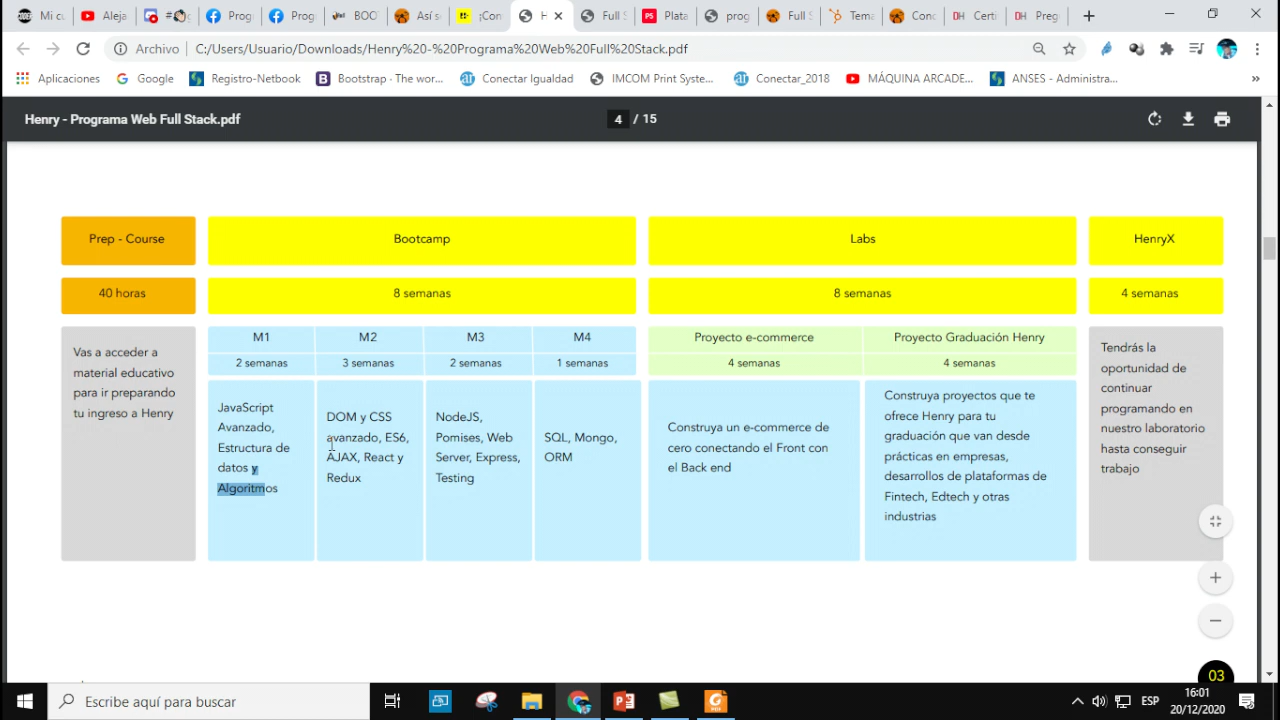 Mi cu
Aleja
#
Prog
Prog
BOO
Así s
¡Con
H
Full S
Plata
prog
Full S
Tema
Conc
Certi
Preg
Archivo
C:/Users/Usuario/Downloads/Henry%20-%20Programa%20Web%20Full%20Stack.pdf
Aplicaciones
Google
Registro-Netbook
Bootstrap · The wor...
Conectar Igualdad
IMCOM Print Syste...
Conectar_2018
MÁQUINA ARCADE...
ANSES - Administra...
»
Henry - Programa Web Full Stack.pdf
4 / 15
Prep - Course
Bootcamp
Labs
HenryX
40 horas
8 semanas
8 semanas
4 semanas
Vas a acceder a
material educativo
para ir preparando
tu ingreso a Henry
M1
2 semanas
JavaScript
Avanzado,
Estructura de
datos y
Algoritmos
M2
3 semanas
DOM y CSS
avanzado, ES6,
AJAX, React y
Redux
M3
2 semanas
NodeJS,
Pomises, Web
Server, Express,
Testing
M4
1 semanas
SQL, Mongo,
ORM
Proyecto e-commerce
4 semanas
Construya un e-commerce de
cero conectando el Front con
el Back end
Proyecto Graduación Henry
4 semanas
Construya proyectos que te
ofrece Henry para tu
graduación que van desde
prácticas en empresas,
desarrollos de plataformas de
Fintech, Edtech y otras
industrias
Tendrás la
oportunidad de
continuar
programando en
nuestro laboratorio
hasta conseguir
trabajo
03
Escribe aquí para buscar
ESP
16:01
20/12/2020